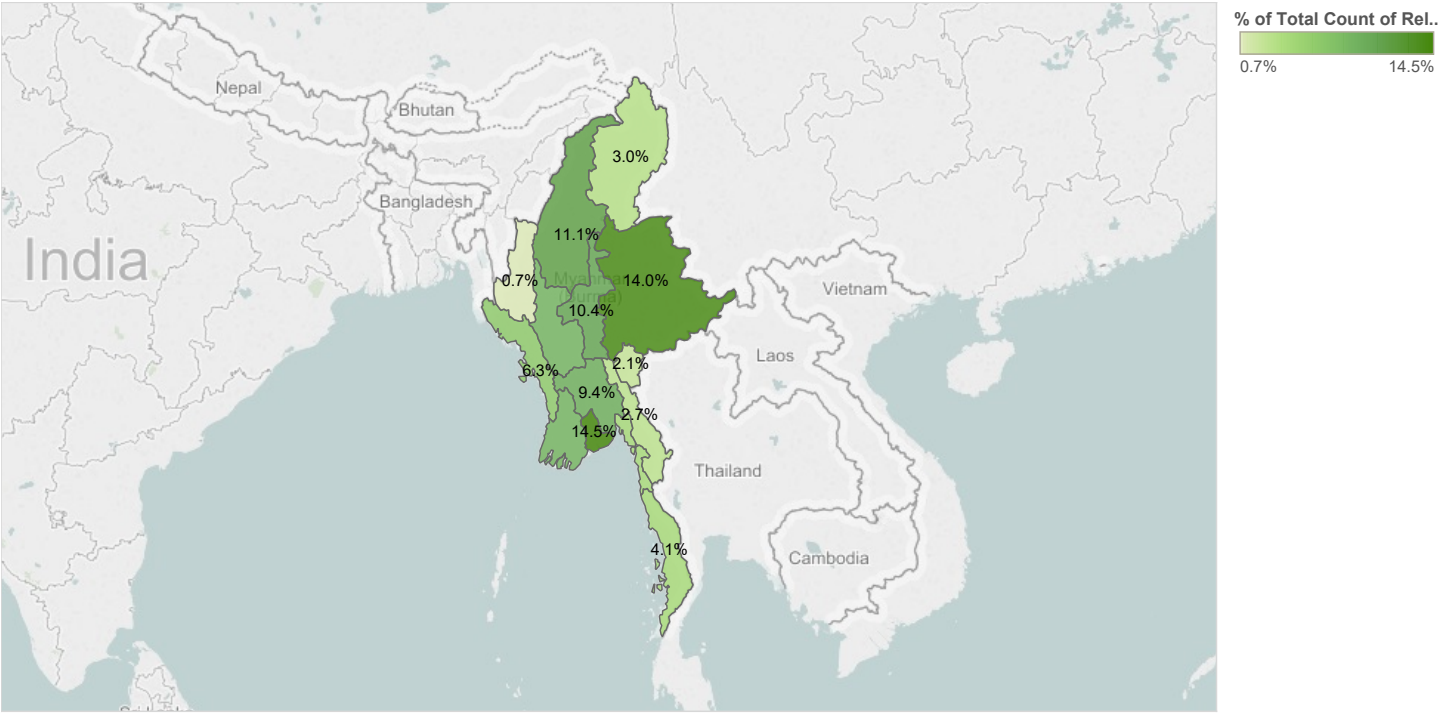 % of Total Count of Rel..
0.7%
14.5%
Nepal
Bhutan
3.0%
Bangladesh
11.1%
India
0.7%
Myanmar
(Burma)
14.0%
Vietnam
10.4%
Laos
6.3%
2.1%
9.4%
2.7%
14.5%
Thailand
4.1%
Cambodia